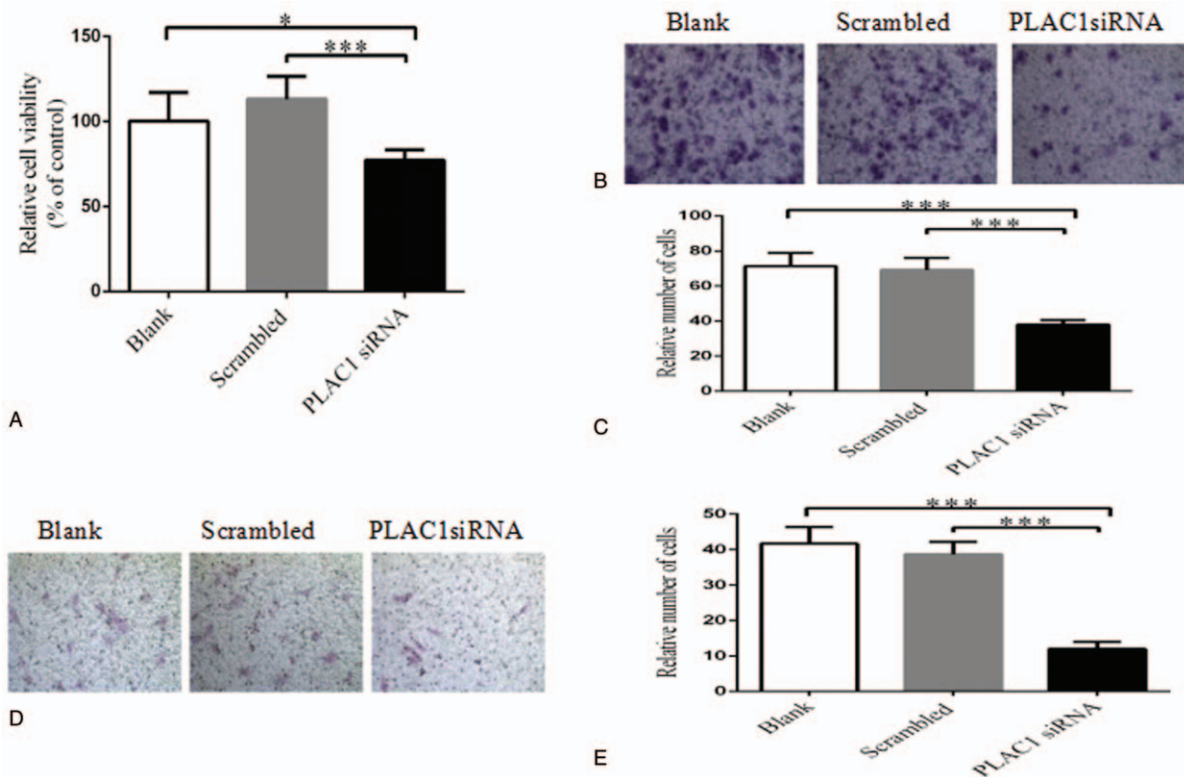 *
***
150
100
50
0
Relative cell viability
(% of control)
Blank
Scrambled
PLAC1 siRNA
A
Blank Scrambled PLAC1siRNA
B
***
***
100
80
60
40
20
0
Relative number of cells
Blank
Scrambled
PLAC1 siRNA
C
Blank Scrambled PLAC1siRNA
D
***
***
50
40
30
20
10
0
Relative number of cells
Blank
Scrambled
PLAC1 siRNA
E